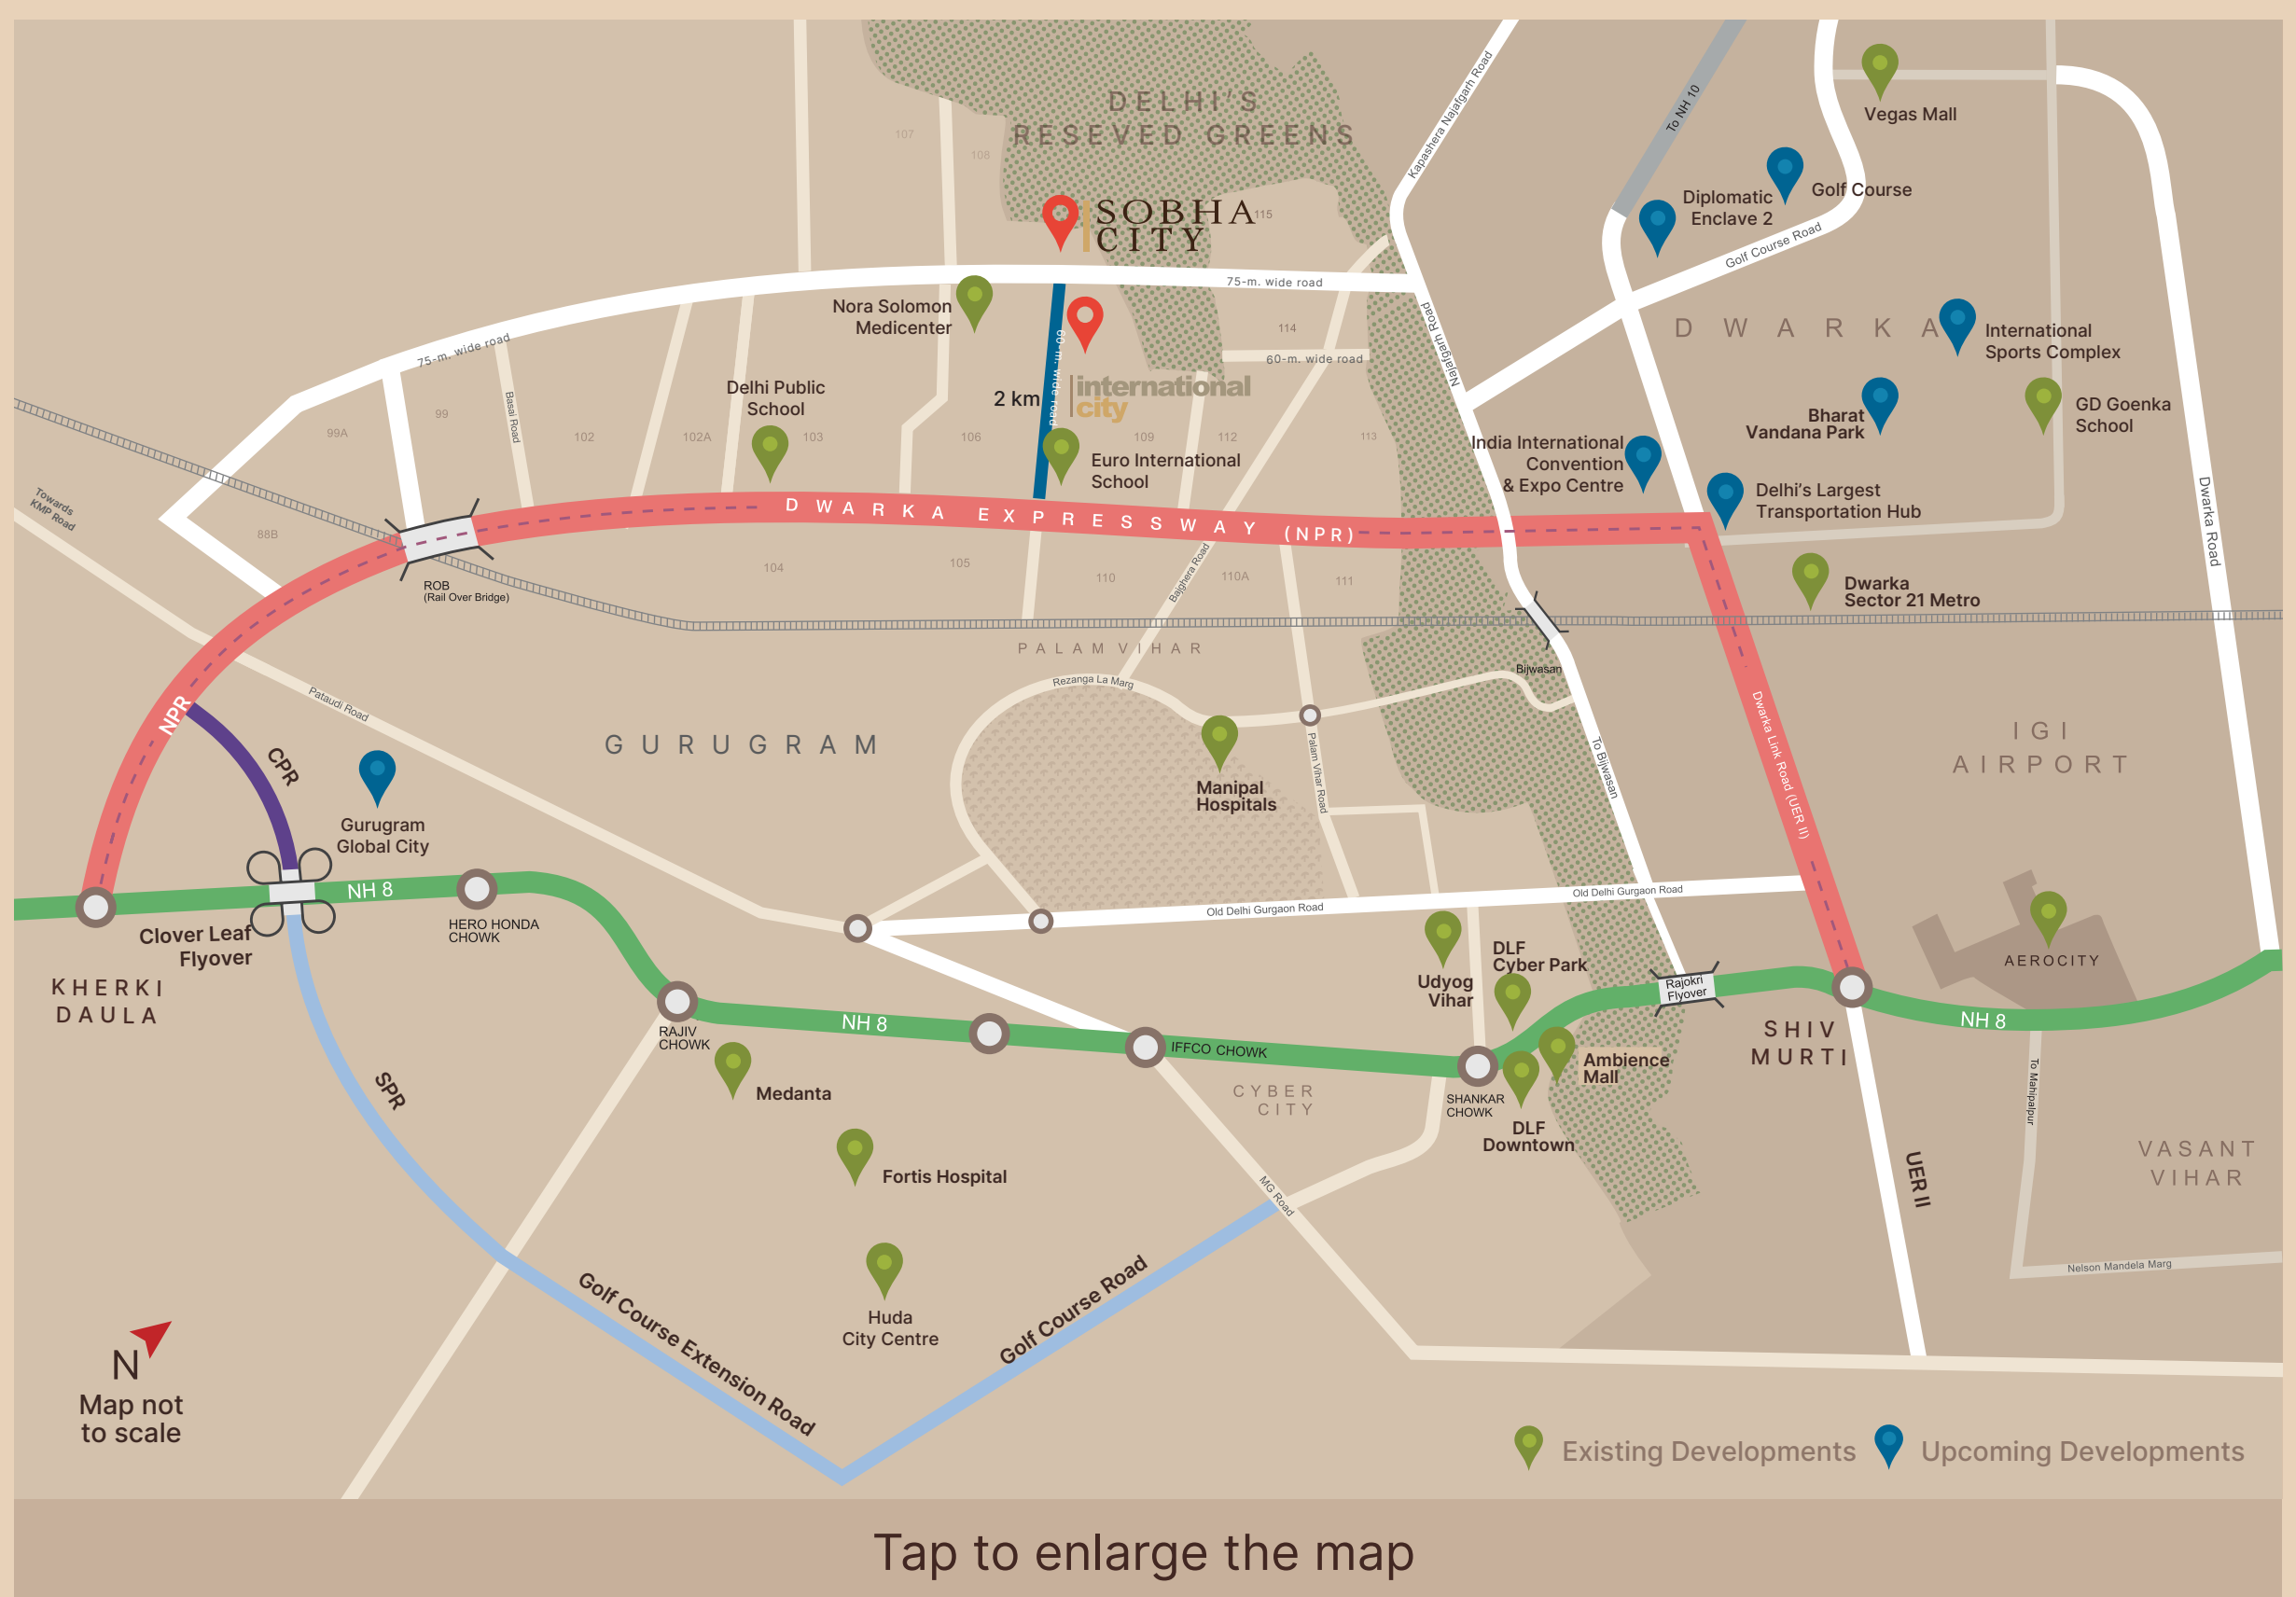 DELHI'S
RESEVED GREENS
107
108
SOBHA
CITY
115
Kapashera Najafgarh Road
To NH 10
Vegas Mall
Golf Course
Diplomatic
Enclave 2
Golf Course Road
75-m. wide road
75-m. wide road
Nora Solomon
Medicenter
60-m. wide road
114
60-m. wide road
Najafgarh Road
DWARKA
International
Sports Complex
2 km
international
city
Delhi Public
School
Basai Road
99A
99
102
102A
103
106
109
112
113
Euro International
School
India International
Convention
& Expo Centre
Bharat
Vandana Park
GD Goenka
School
Delhi's Largest
Transportation Hub
Dwarka Road
Towards
KMP Road
88B
DWARKA EXPRESSWAY (NPR)
ROB
(Rail Over Bridge)
104
105
110
Bajghera Road
110A
111
Dwarka
Sector 21 Metro
PALAM VIHAR
Rezanga La Marg
Bijwasan
Pataudi Road
NPR
CPR
GURUGRAM
Manipal
Hospitals
Palam Vihar Road
To Bijwasan
Dwarka Link Road (UER II)
IGI
AIRPORT
Gurugram
Global City
NH 8
HERO HONDA
CHOWK
Clover Leaf
Flyover
KHERKI
DAULA
Old Delhi Gurgaon Road
Old Delhi Gurgaon Road
Udyog
Vihar
DLF
Cyber Park
Rajokri
Flyover
AEROCITY
RAJIV
CHOWK
NH 8
IFFCO CHOWK
NH 8
SHIV
MURTI
SPR
Medanta
CYBER
CITY
SHANKAR
CHOWK
Ambience
Mall
DLF
Downtown
To Mahipalpur
VASANT
VIHAR
UER II
Fortis Hospital
MG Road
Nelson Mandela Marg
Huda
City Centre
Golf Course Extension Road
Golf Course Road
N
Map not
to scale
Existing Developments
Upcoming Developments
Tap to enlarge the map